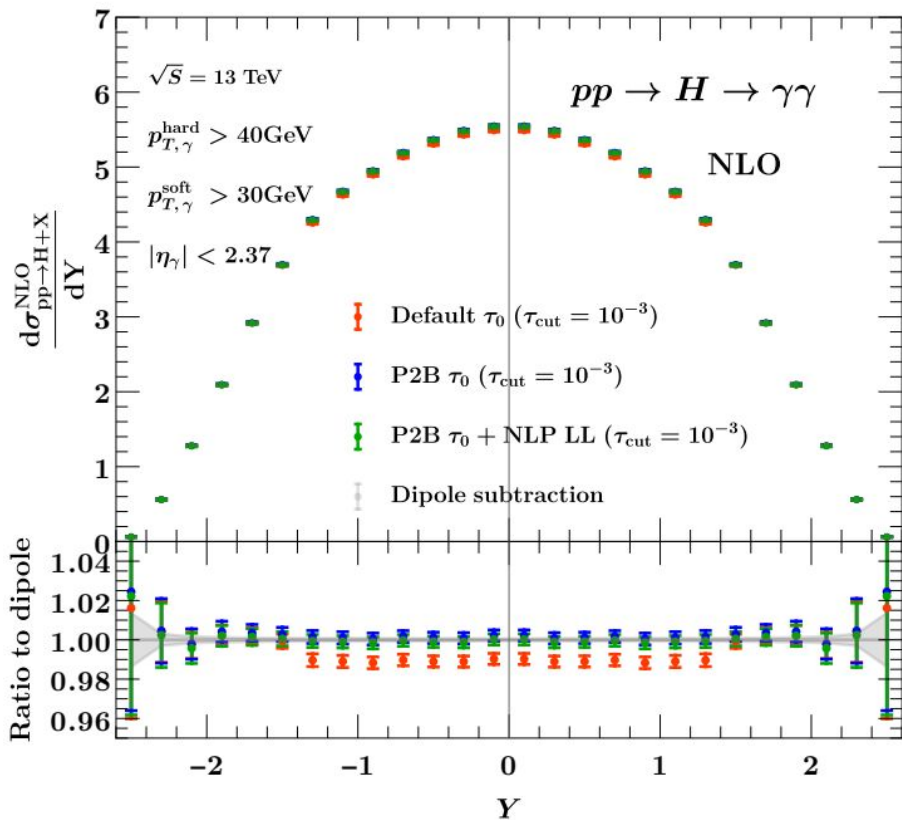 7
6
5
4
3
2
1
0
√S = 13 TeV
p_{T,γ}^{hard} > 40GeV
p_{T,γ}^{soft} > 30GeV
|η_γ| < 2.37
pp → H → γγ
NLO
dσ^{NLO}_{pp→H+X}
dY
Default τ_0 (τ_cut = 10^{-3})
P2B τ_0 (τ_cut = 10^{-3})
P2B τ_0 + NLP LL (τ_cut = 10^{-3})
Dipole subtraction
Ratio to dipole
1.04
1.02
1.00
0.98
0.96
−2 −1 0 1 2
Y